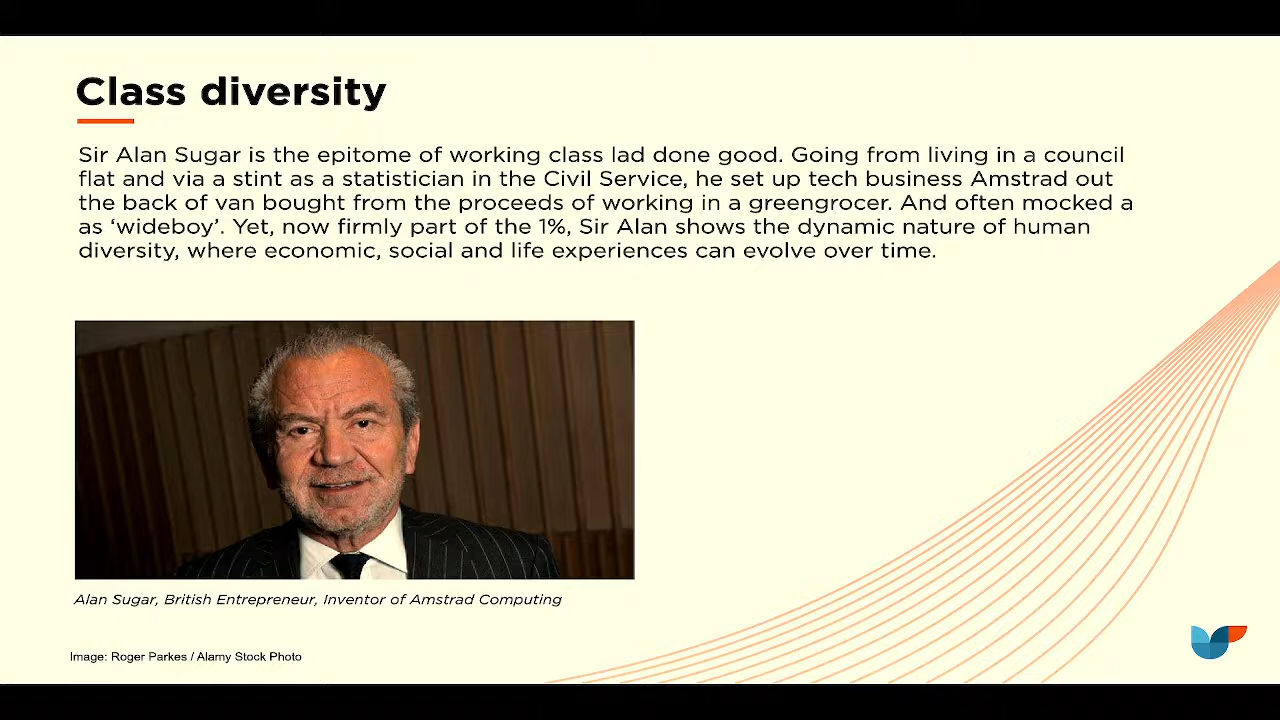 Class diversity
Sir Alan Sugar is the epitome of working class lad done good. Going from living in a council
flat and via a stint as a statistician in the Civil Service, he set up tech business Amstrad out
the back of van bought from the proceeds of working in a greengrocer. And often mocked a
as ‘wideboy’. Yet, now firmly part of the 1%, Sir Alan shows the dynamic nature of human
diversity, where economic, social and life experiences can evolve over time.
Alan Sugar, British Entrepreneur, Inventor of Amstrad Computing
Image: Roger Parkes / Alamy Stock Photo